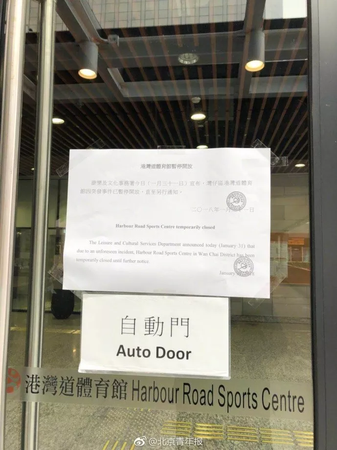 港灣道體育館暫停開放
Harbour Road Sports Centre temporarily closed
The Leisure and Cultural Services Department announced today (January 31) that
due to an unforeseen incident, Harbour Road Sports Centre in Wan Chai District has been
temporarily closed until further notice.
自動門
Auto Door
港灣道體育館 Harbour Road Sports Centre
@北京青年报